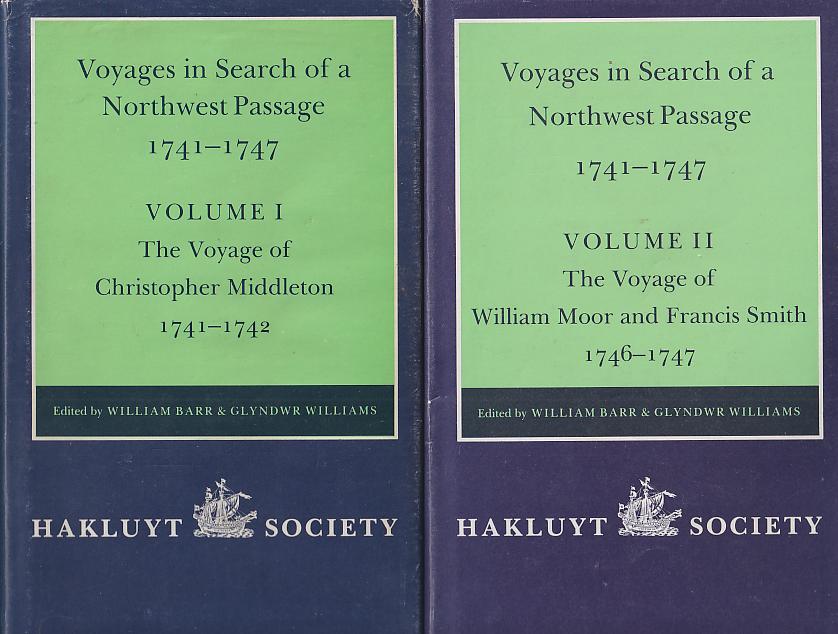 Voyages in Search of a
Northwest Passage
1741–1747
VOLUME I
The Voyage of
Christopher Middleton
1741–1742
Edited by WILLIAM BARR & GLYNDWR WILLIAMS
HAKLUYT SOCIETY
Voyages in Search of a
Northwest Passage
1741–1747
VOLUME II
The Voyage of
William Moor and Francis Smith
1746–1747
Edited by WILLIAM BARR & GLYNDWR WILLIAMS
HAKLUYT SOCIETY